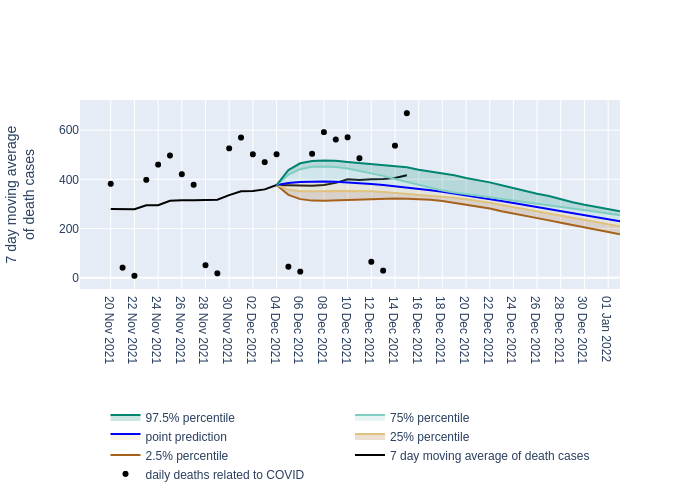 7 day moving average
of death cases
600
400
200
0
20 Nov 2021
22 Nov 2021
24 Nov 2021
26 Nov 2021
28 Nov 2021
30 Nov 2021
02 Dec 2021
04 Dec 2021
06 Dec 2021
08 Dec 2021
10 Dec 2021
12 Dec 2021
14 Dec 2021
16 Dec 2021
18 Dec 2021
20 Dec 2021
22 Dec 2021
24 Dec 2021
26 Dec 2021
28 Dec 2021
30 Dec 2021
01 Jan 2022
97.5% percentile
75% percentile
point prediction
25% percentile
2.5% percentile
7 day moving average of death cases
daily deaths related to COVID